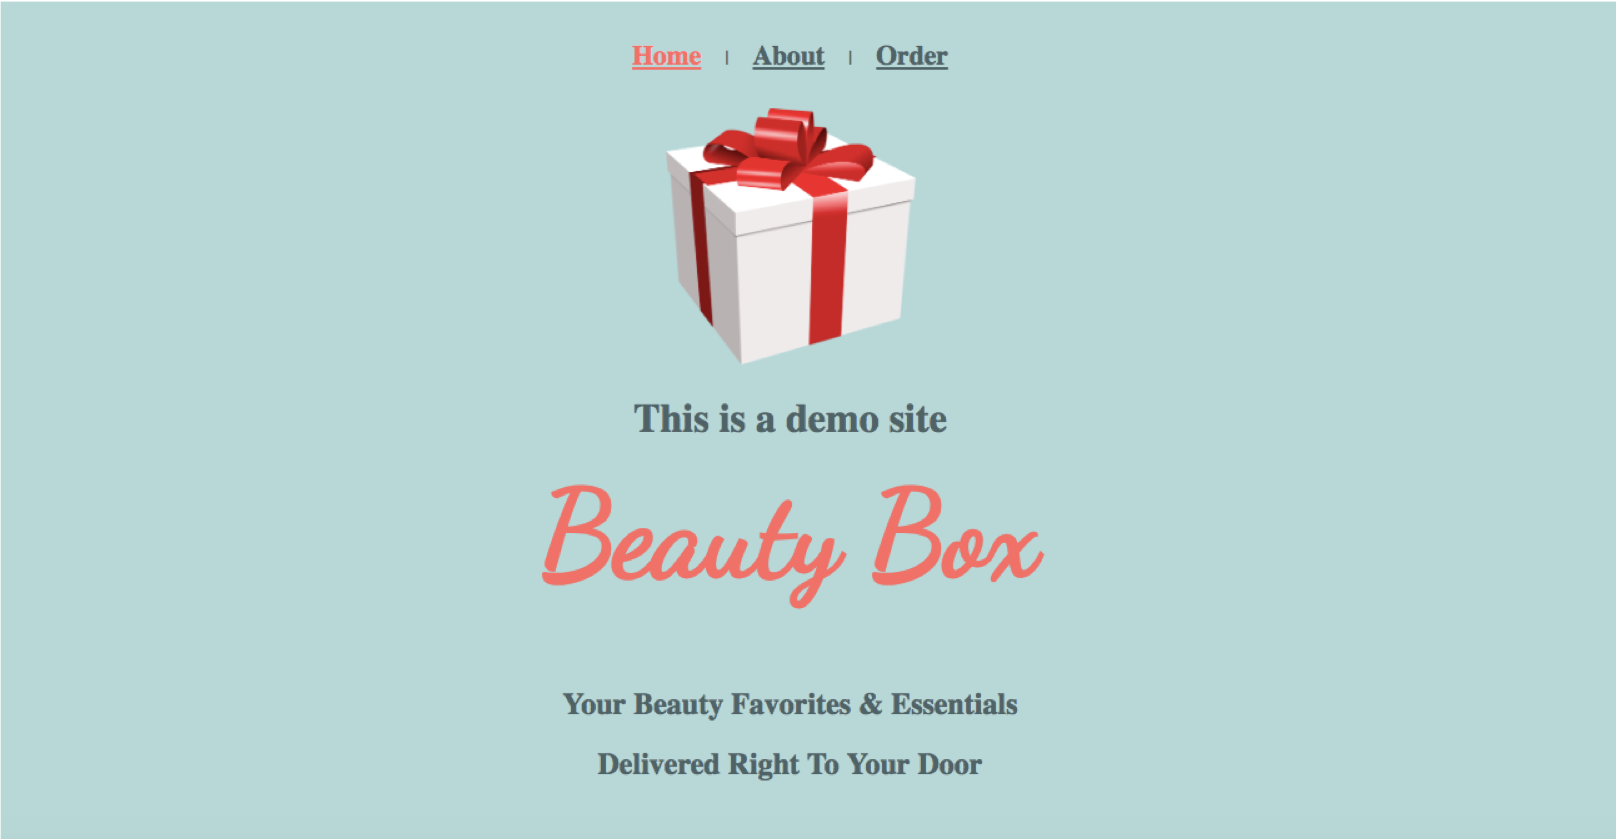 Home | About | Order
This is a demo site
Beauty Box
Your Beauty Favorites & Essentials
Delivered Right To Your Door